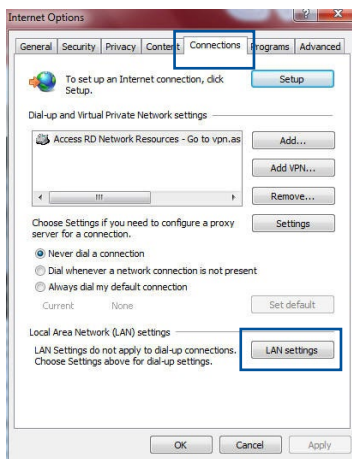 Internet Options
General Security Privacy Content Connections Programs Advanced
To set up an Internet connection, click
Setup.
Setup
Dial-up and Virtual Private Network settings
Access RD Network Resources - Go to vpn.as
Add...
Add VPN...
Remove...
Choose Settings if you need to configure a proxy
server for a connection.
Settings
Never dial a connection
Dial whenever a network connection is not present
Always dial my default connection
Current None
Set default
Local Area Network (LAN) settings
LAN Settings do not apply to dial-up connections.
Choose Settings above for dial-up settings.
LAN settings
OK Cancel Apply